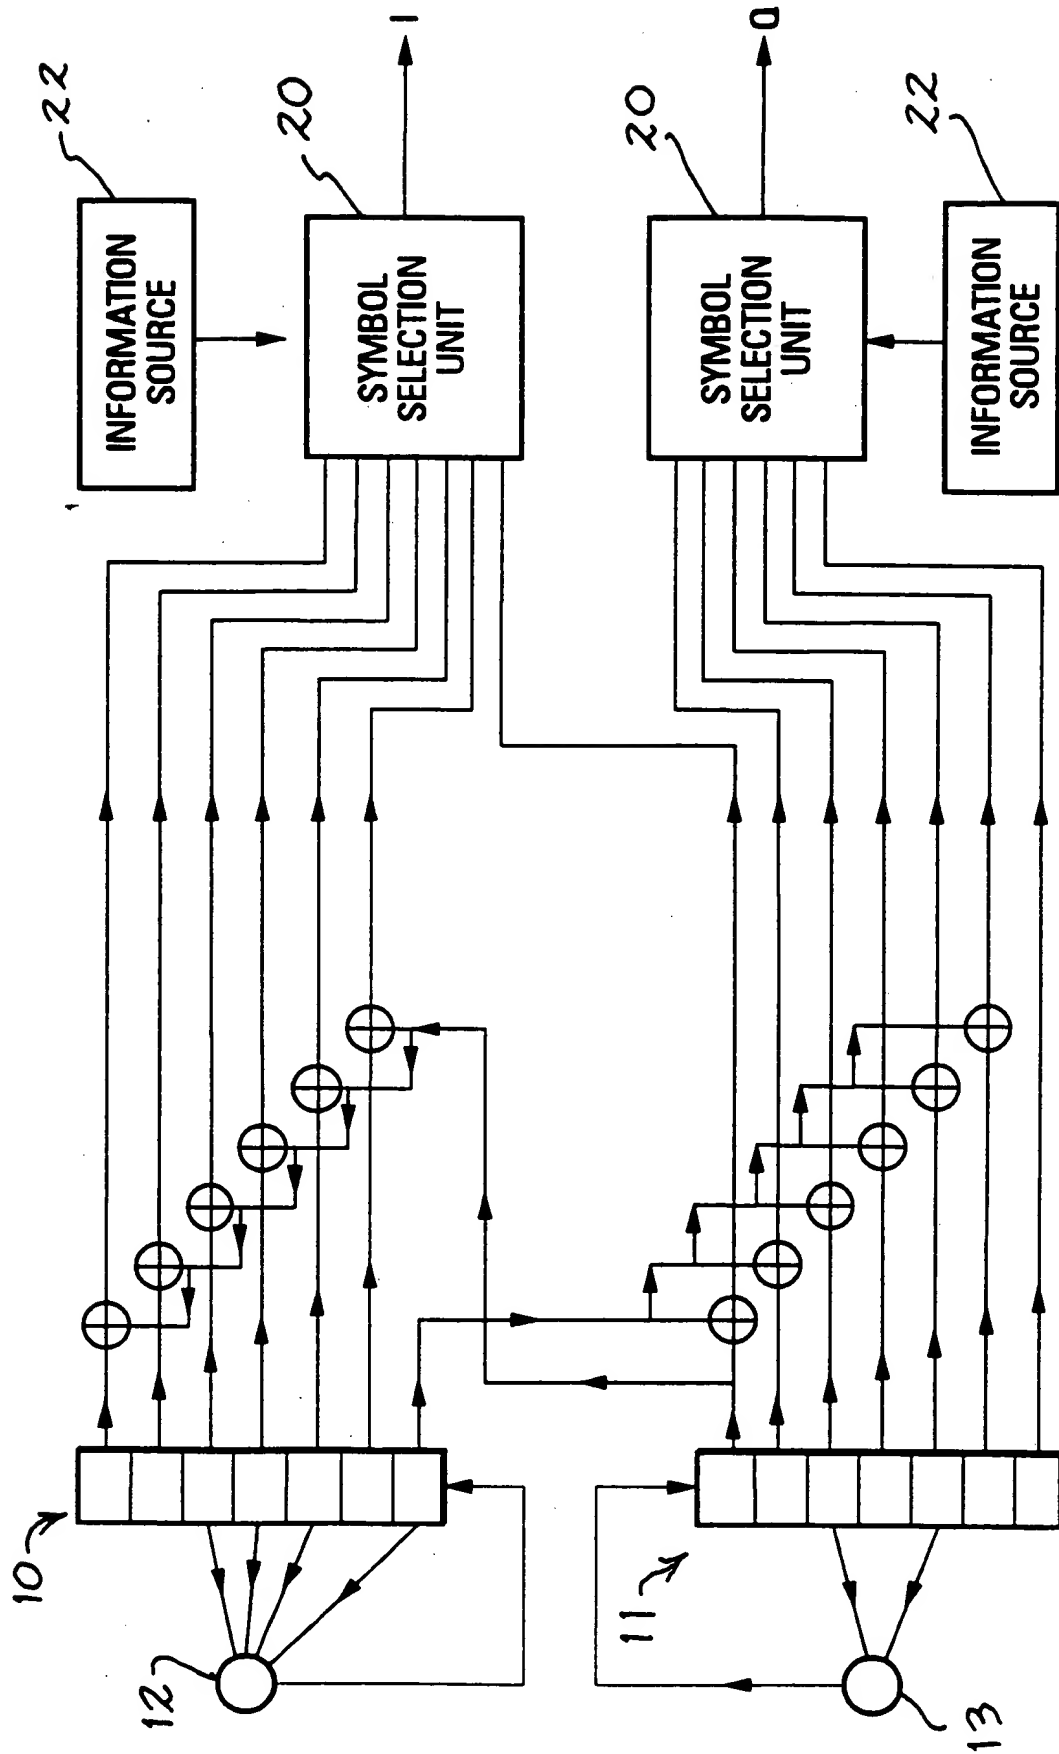 22
INFORMATION
SOURCE
20
SYMBOL
SELECTION
UNIT
I
20
SYMBOL
SELECTION
UNIT
Q
22
INFORMATION
SOURCE
10
12
11
13